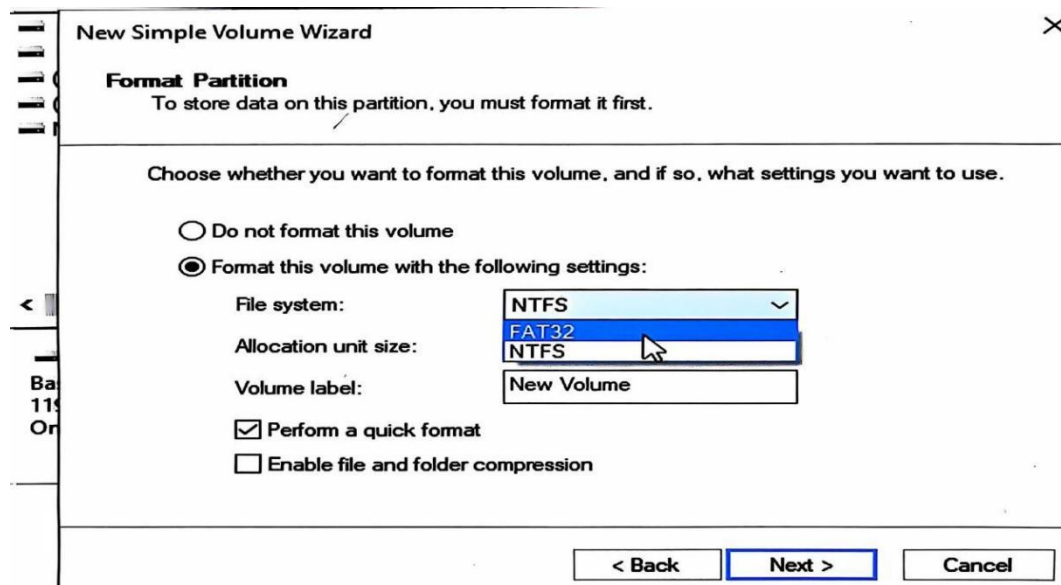 New Simple Volume Wizard
Format Partition
To store data on this partition, you must format it first.
Choose whether you want to format this volume, and if so, what settings you want to use.
Do not format this volume
Format this volume with the following settings:
File system: NTFS
FAT32
Allocation unit size: NTFS
Volume label: New Volume
Perform a quick format
Enable file and folder compression
< Back Next > Cancel